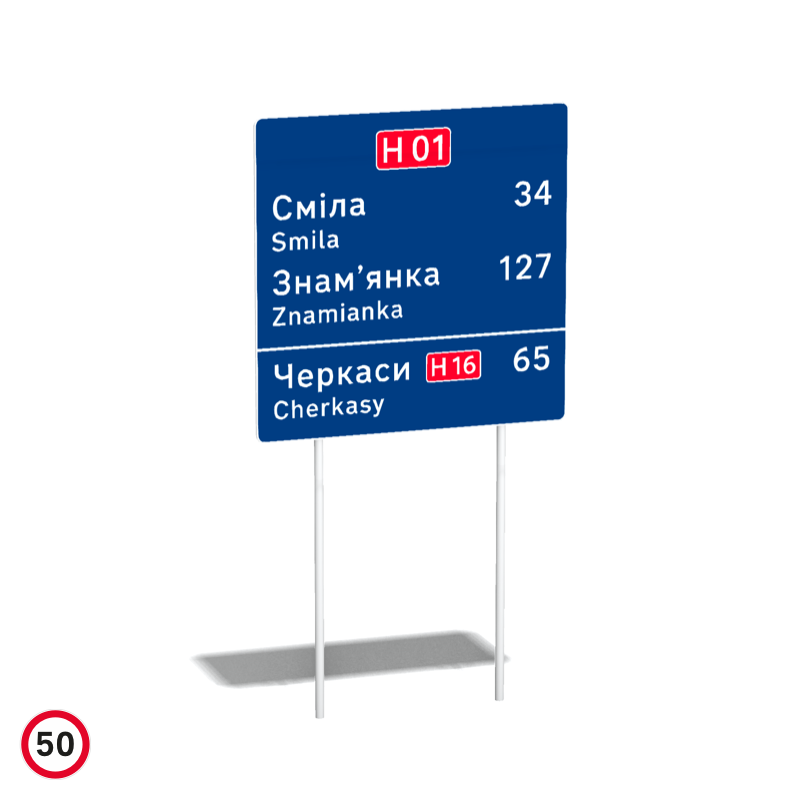 Н 01
Сміла 34
Smila
Знам’янка 127
Znamianka
Черкаси Н 16 65
Cherkasy
50